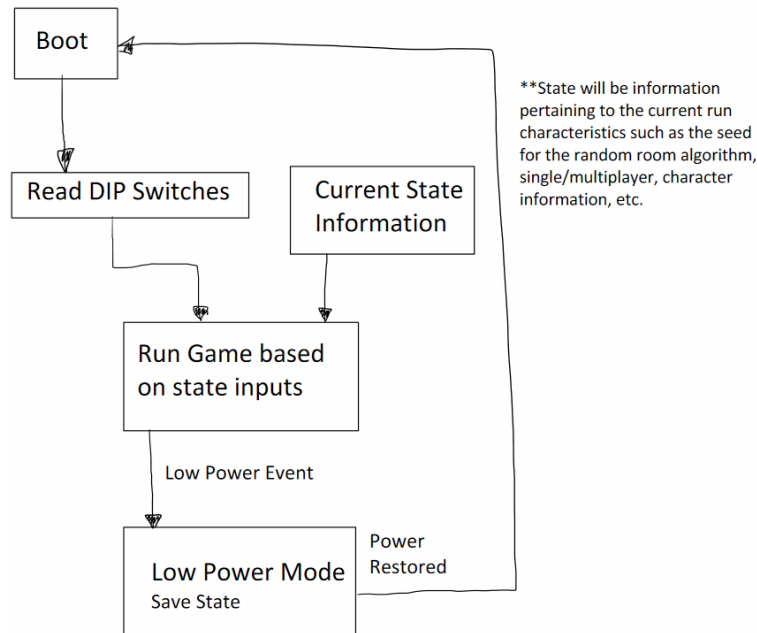 Boot
**State will be information
pertaining to the current run
characteristics such as the seed
for the random room algorithm,
single/multiplayer, character
information, etc.
Read DIP Switches
Current State
Information
Run Game based
on state inputs
Low Power Event
Power
Restored
Low Power Mode
Save State